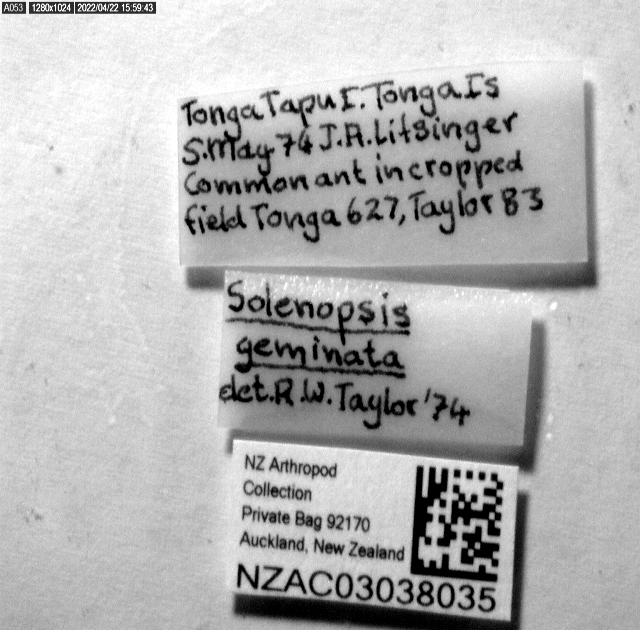 A053 1280x1024 2022/04/22 15:59:43
TongaTapu I. Tonga Is
S.May 74 J.A. Litsinger
Common ant in cropped
field Tonga 627, Taylor 83
Solenopsis
geminata
det. R.W. Taylor '74
NZ Arthropod
Collection
Private Bag 92170
Auckland, New Zealand
NZAC03038035